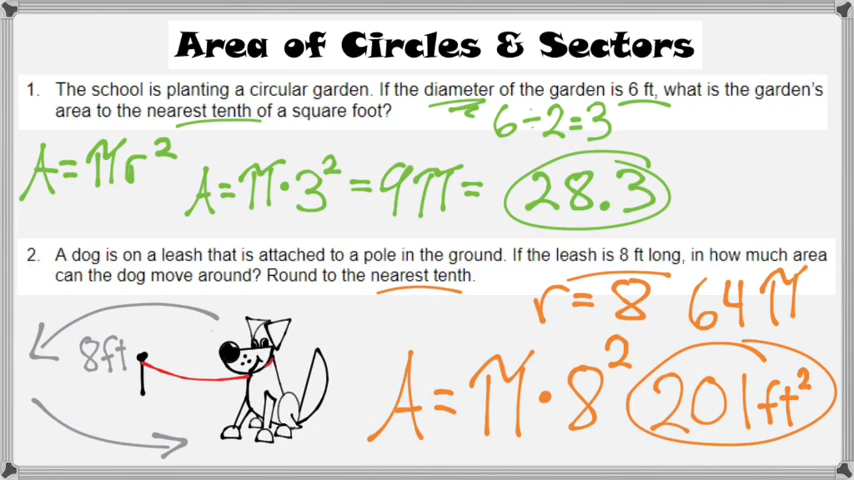 Area of Circles & Sectors
1. The school is planting a circular garden. If the diameter of the garden is 6 ft, what is the garden's
area to the nearest tenth of a square foot?
6÷2=3
A=πr²
A=π·3²=9π=28.3
2. A dog is on a leash that is attached to a pole in the ground. If the leash is 8 ft long, in how much area
can the dog move around? Round to the nearest tenth.
r=8
64π
8ft
A=π·8²
201ft²